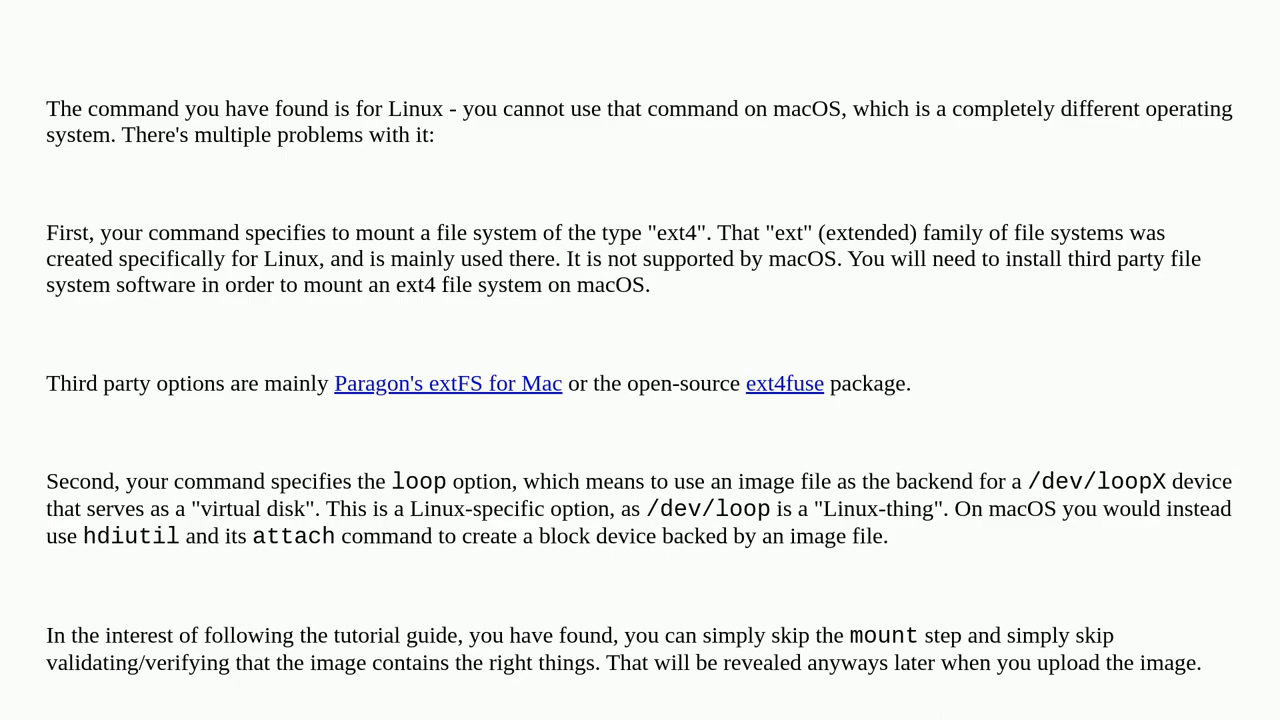 The command you have found is for Linux - you cannot use that command on macOS, which is a completely different operating
system. There's multiple problems with it:
First, your command specifies to mount a file system of the type "ext4". That "ext" (extended) family of file systems was
created specifically for Linux, and is mainly used there. It is not supported by macOS. You will need to install third party file
system software in order to mount an ext4 file system on macOS.
Third party options are mainly Paragon's extFS for Mac or the open-source ext4fuse package.
Second, your command specifies the loop option, which means to use an image file as the backend for a /dev/loopX device
that serves as a "virtual disk". This is a Linux-specific option, as /dev/loop is a "Linux-thing". On macOS you would instead
use hdiutil and its attach command to create a block device backed by an image file.
In the interest of following the tutorial guide, you have found, you can simply skip the mount step and simply skip
validating/verifying that the image contains the right things. That will be revealed anyways later when you upload the image.